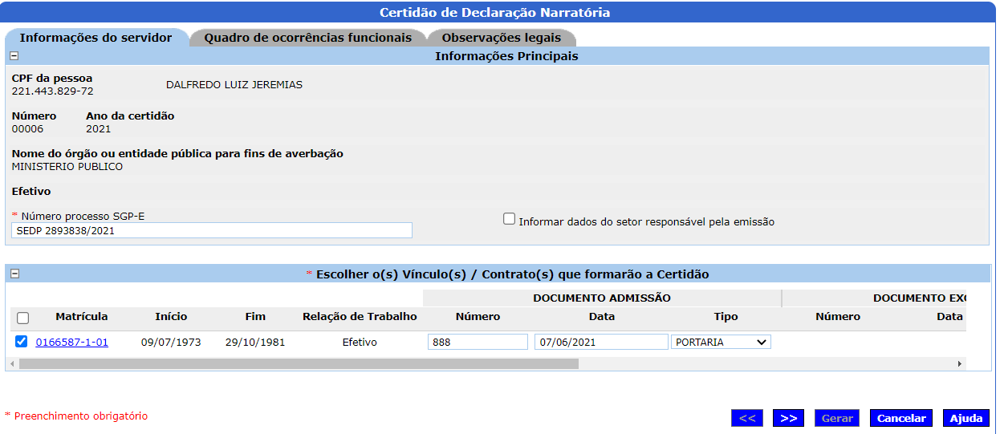 Certidão de Declaração Narratória
Informações do servidor Quadro de ocorrências funcionais Observações legais
Informações Principais
CPF da pessoa
221.443.829-72 DALFREDO LUIZ JEREMIAS
Número Ano da certidão
00006 2021
Nome do órgão ou entidade pública para fins de averbação
MINISTERIO PUBLICO
Efetivo
* Número processo SGP-E
SEDP 2893838/2021
Informar dados do setor responsável pela emissão
* Escolher o(s) Vínculo(s) / Contrato(s) que formarão a Certidão
DOCUMENTO ADMISSÃO DOCUMENTO EXC
Matrícula Início Fim Relação de Trabalho Número Data Tipo Número Data
0166587-1-01 09/07/1973 29/10/1981 Efetivo 888 07/06/2021 PORTARIA
* Preenchimento obrigatório
<< >> Gerar Cancelar Ajuda